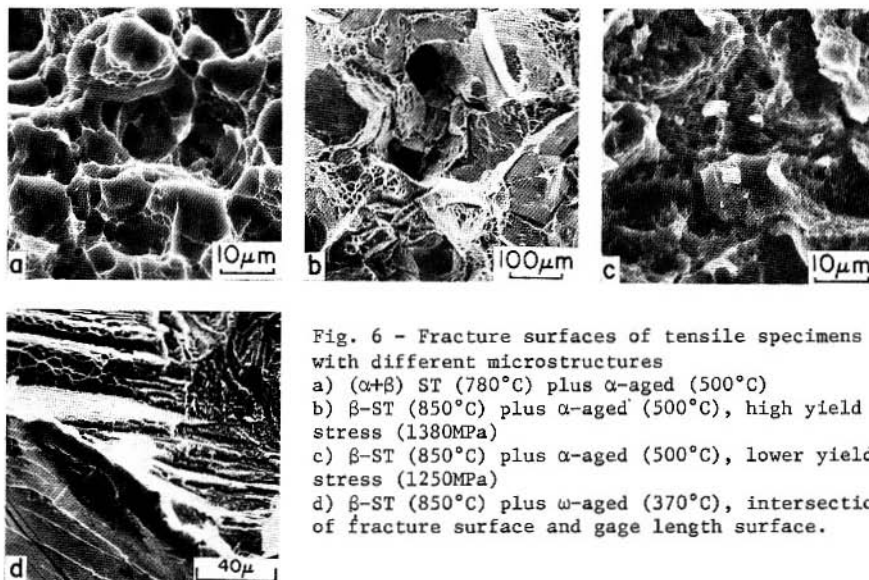 a
10μm
b
100μm
c
10μm
d
40μ
Fig. 6 - Fracture surfaces of tensile specimens
with different microstructures
a) (α+β) ST (780°C) plus α-aged (500°C)
b) β-ST (850°C) plus α-aged (500°C), high yield
stress (1380MPa)
c) β-ST (850°C) plus α-aged (500°C), lower yield
stress (1250MPa)
d) β-ST (850°C) plus ω-aged (370°C), intersectio
of fracture surface and gage length surface.